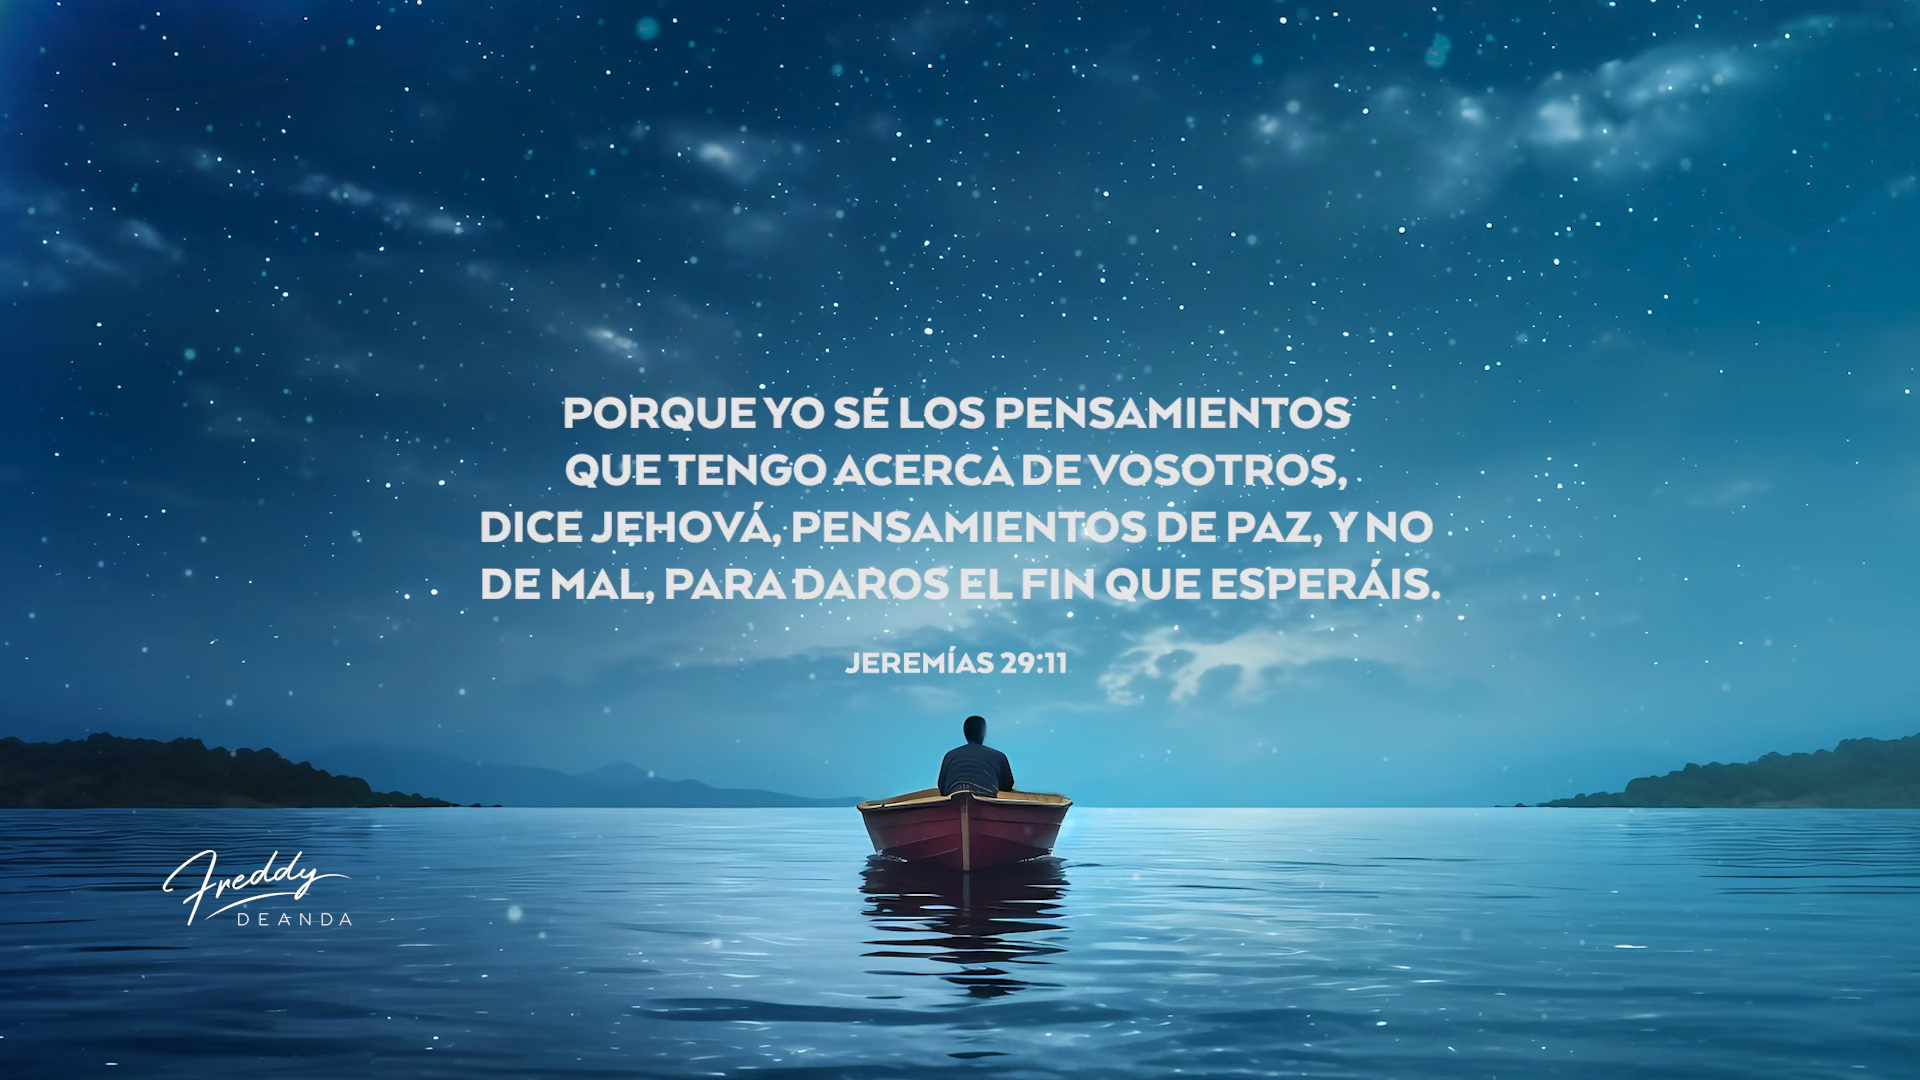 PORQUE YO SÉ LOS PENSAMIENTOS
QUE TENGO ACERCA DE VOSOTROS,
DICE JEHOVÁ, PENSAMIENTOS DE PAZ, Y NO
DE MAL, PARA DAROS EL FIN QUE ESPERÁIS.
JEREMÍAS 29:11
Freddy
DEANDA